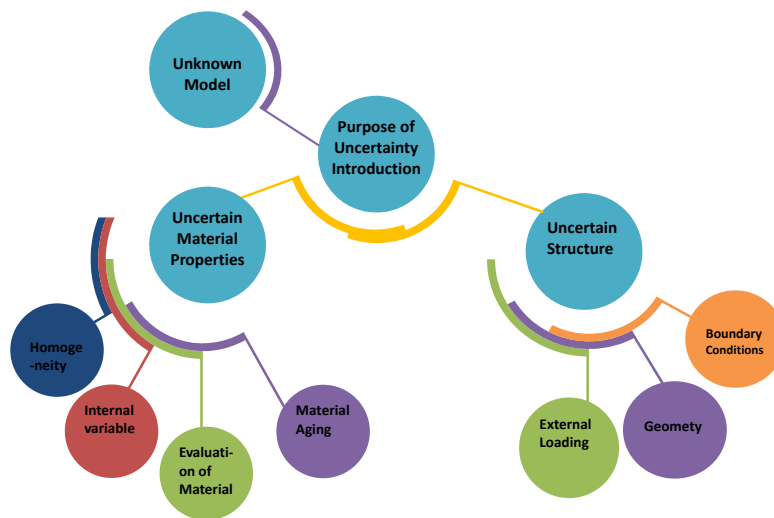 Unknown
Model
Purpose of
Uncertainty
Introduction
Uncertain
Material
Properties
Uncertain
Structure
Homoge
-neity
Internal
variable
Evaluati-
on of
Material
Material
Aging
External
Loading
Geomety
Boundary
Conditions